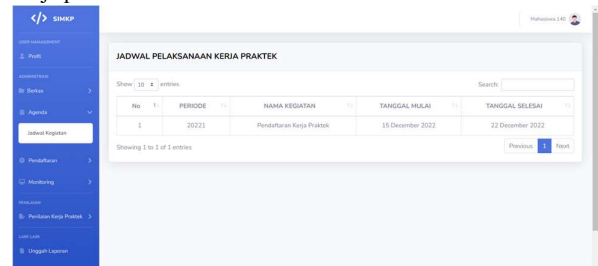 </> SIMKP
Mahasiswa 140
USER MANAGEMENT
Profil
ADMINISTRASI
Berkas
Agenda
Jadwal Kegiatan
Pendaftaran
Monitoring
PENILAIAN
Penilaian Kerja Praktek
LAIN-LAIN
Unggah Laporan
JADWAL PELAKSANAAN KERJA PRAKTEK
Show 10 entries
Search:
No PERIODE NAMA KEGIATAN TANGGAL MULAI TANGGAL SELESAI
1 20221 Pendaftaran Kerja Praktek 15 December 2022 22 December 2022
Showing 1 to 1 of 1 entries
Previous 1 Next